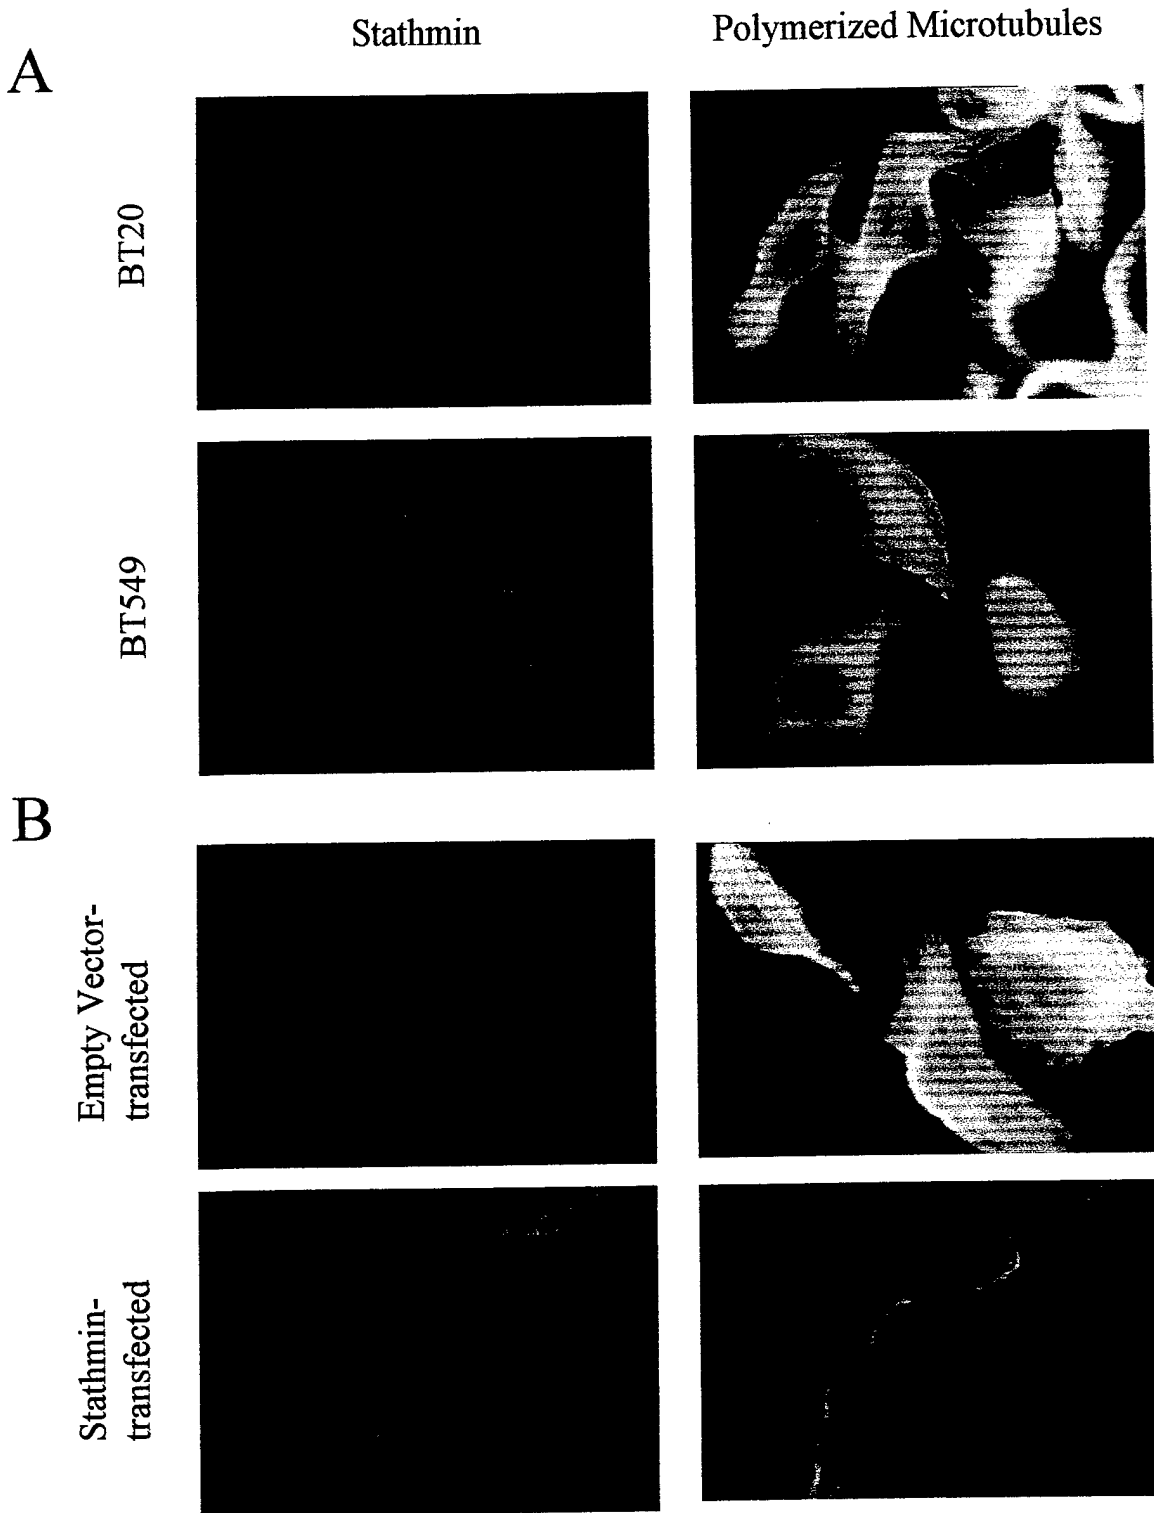 Stathmin
Polymerized Microtubules
A
BT20
BT549
B
Empty Vector-
transfected
Stathmin-
transfected